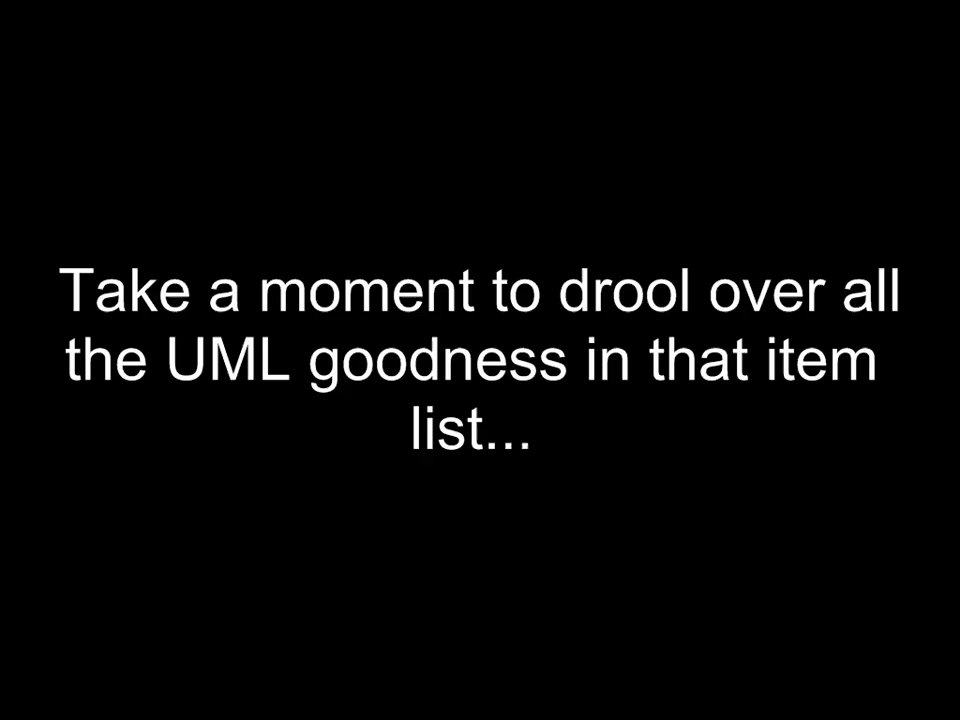 Take a moment to drool over all
the UML goodness in that item
list...